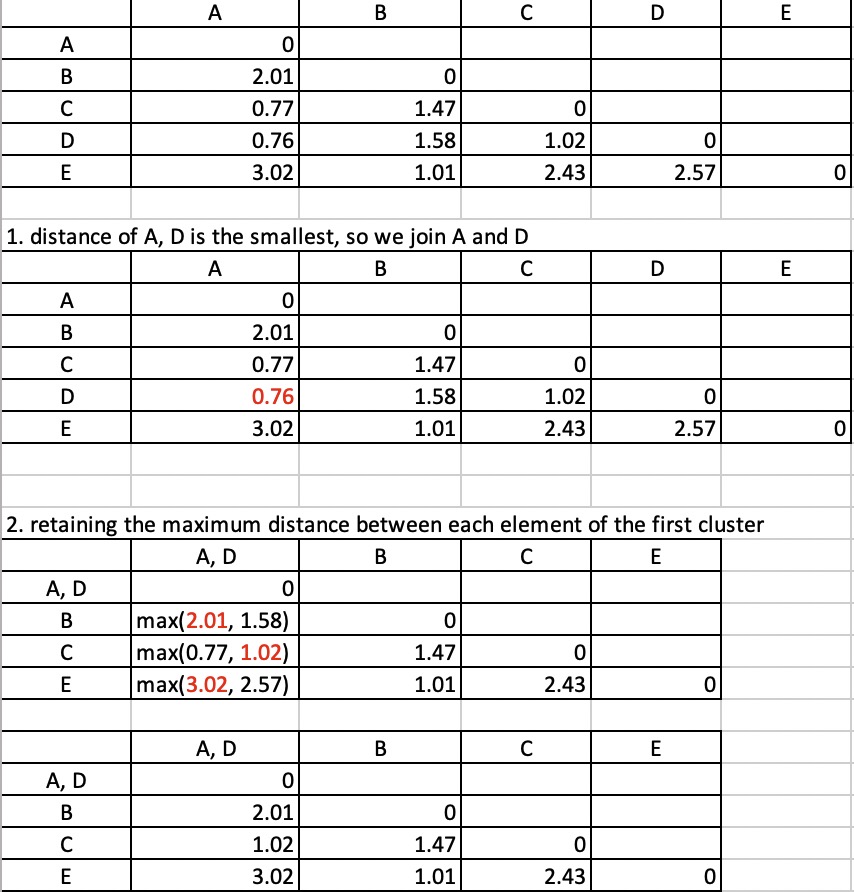 A B C D E
A 0
B 2.01 0
C 0.77 1.47 0
D 0.76 1.58 1.02 0
E 3.02 1.01 2.43 2.57 0
1. distance of A, D is the smallest, so we join A and D
A B C D E
A 0
B 2.01 0
C 0.77 1.47 0
D 0.76 1.58 1.02 0
E 3.02 1.01 2.43 2.57 0
2. retaining the maximum distance between each element of the first cluster
A, D B C E
A, D 0
B max(2.01, 1.58) 0
C max(0.77, 1.02) 1.47 0
E max(3.02, 2.57) 1.01 2.43 0
A, D B C E
A, D 0
B 2.01 0
C 1.02 1.47 0
E 3.02 1.01 2.43 0